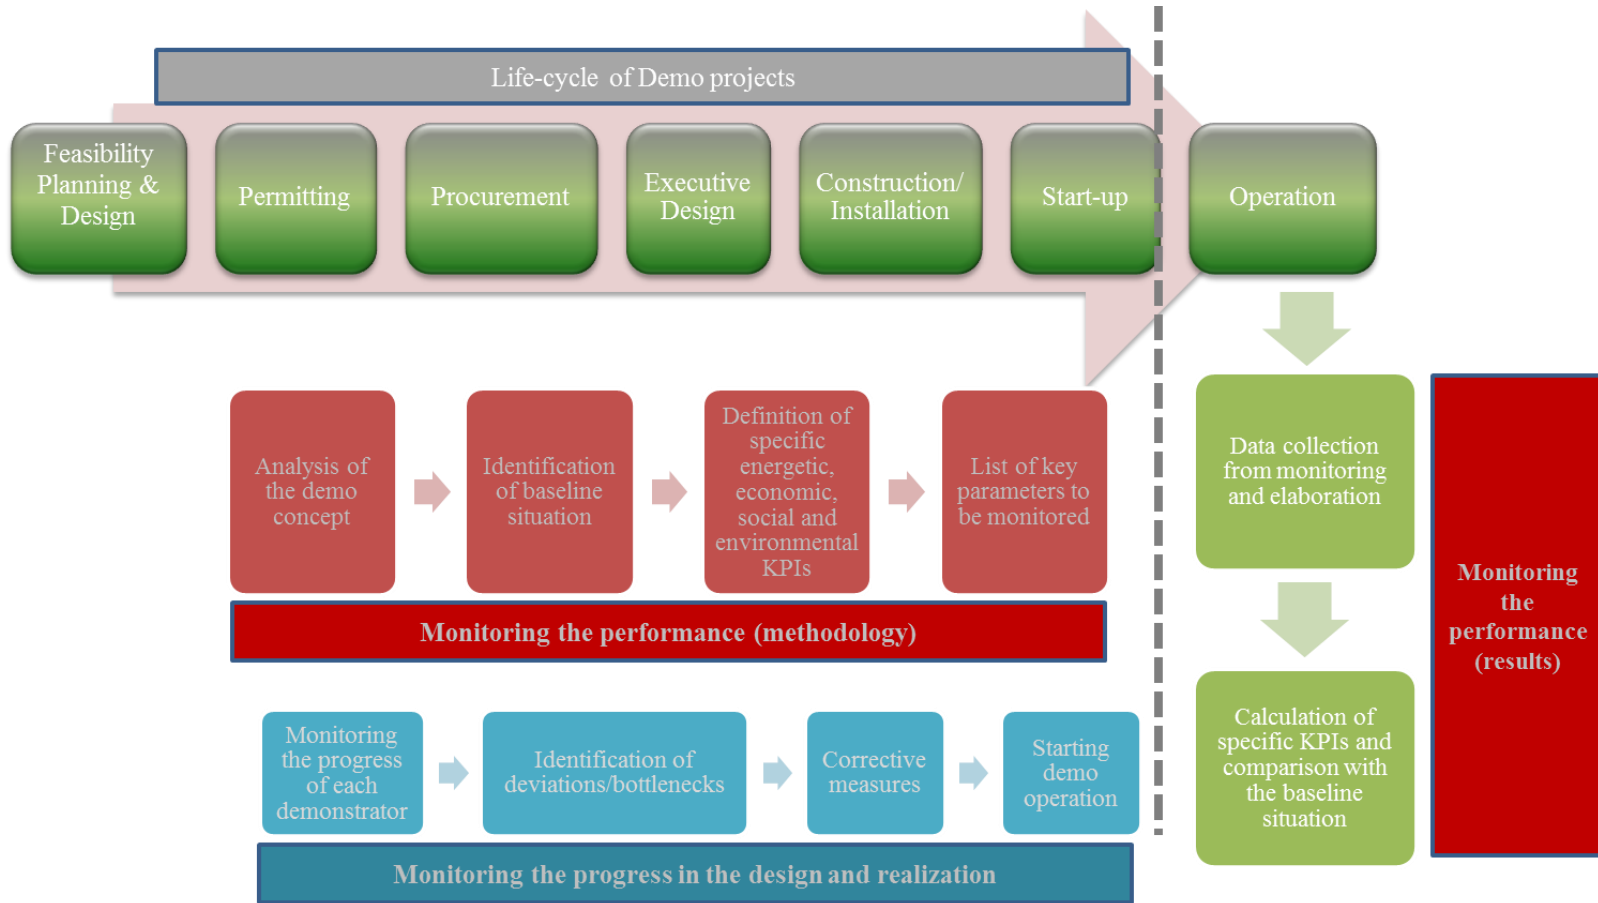 Life-cycle of Demo projects
Feasibility
Planning &
Design
Permitting
Procurement
Executive
Design
Construction/
Installation
Start-up
Operation
Analysis of
the demo
concept
Identification
of baseline
situation
Definition of
specific
energetic,
economic,
social and
environmental
KPIs
List of key
parameters to
be monitored
Monitoring the performance (methodology)
Monitoring
the progress
of each
demonstrator
Identification of
deviations/bottlenecks
Corrective
measures
Starting
demo
operation
Monitoring the progress in the design and realization
Data collection
from monitoring
and elaboration
Calculation of
specific KPIs and
comparison with
the baseline
situation
Monitoring
the
performance
(results)